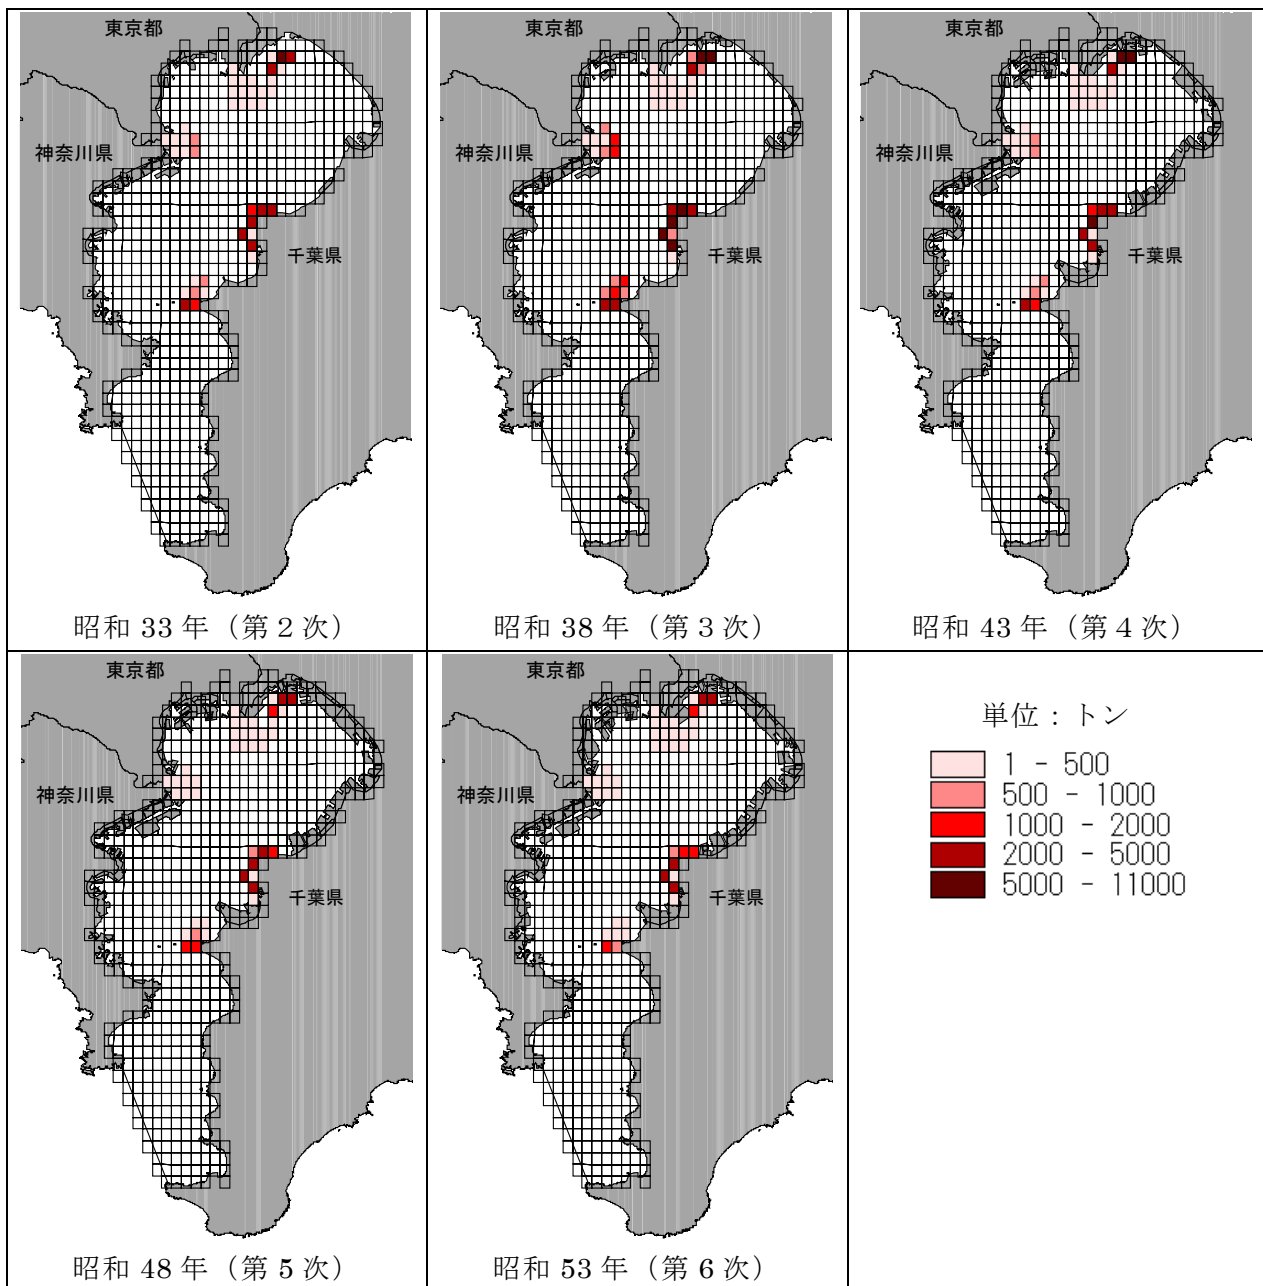 東京都
神奈川県
千葉県
昭和 33 年（第２次）
東京都
神奈川県
千葉県
昭和 38 年（第３次）
東京都
神奈川県
千葉県
昭和 43 年（第４次）
東京都
神奈川県
千葉県
昭和 48 年（第 5 次）
東京都
神奈川県
千葉県
昭和 53 年（第 6 次）
単位：トン
1 - 500
500 - 1000
1000 - 2000
2000 - 5000
5000 - 11000